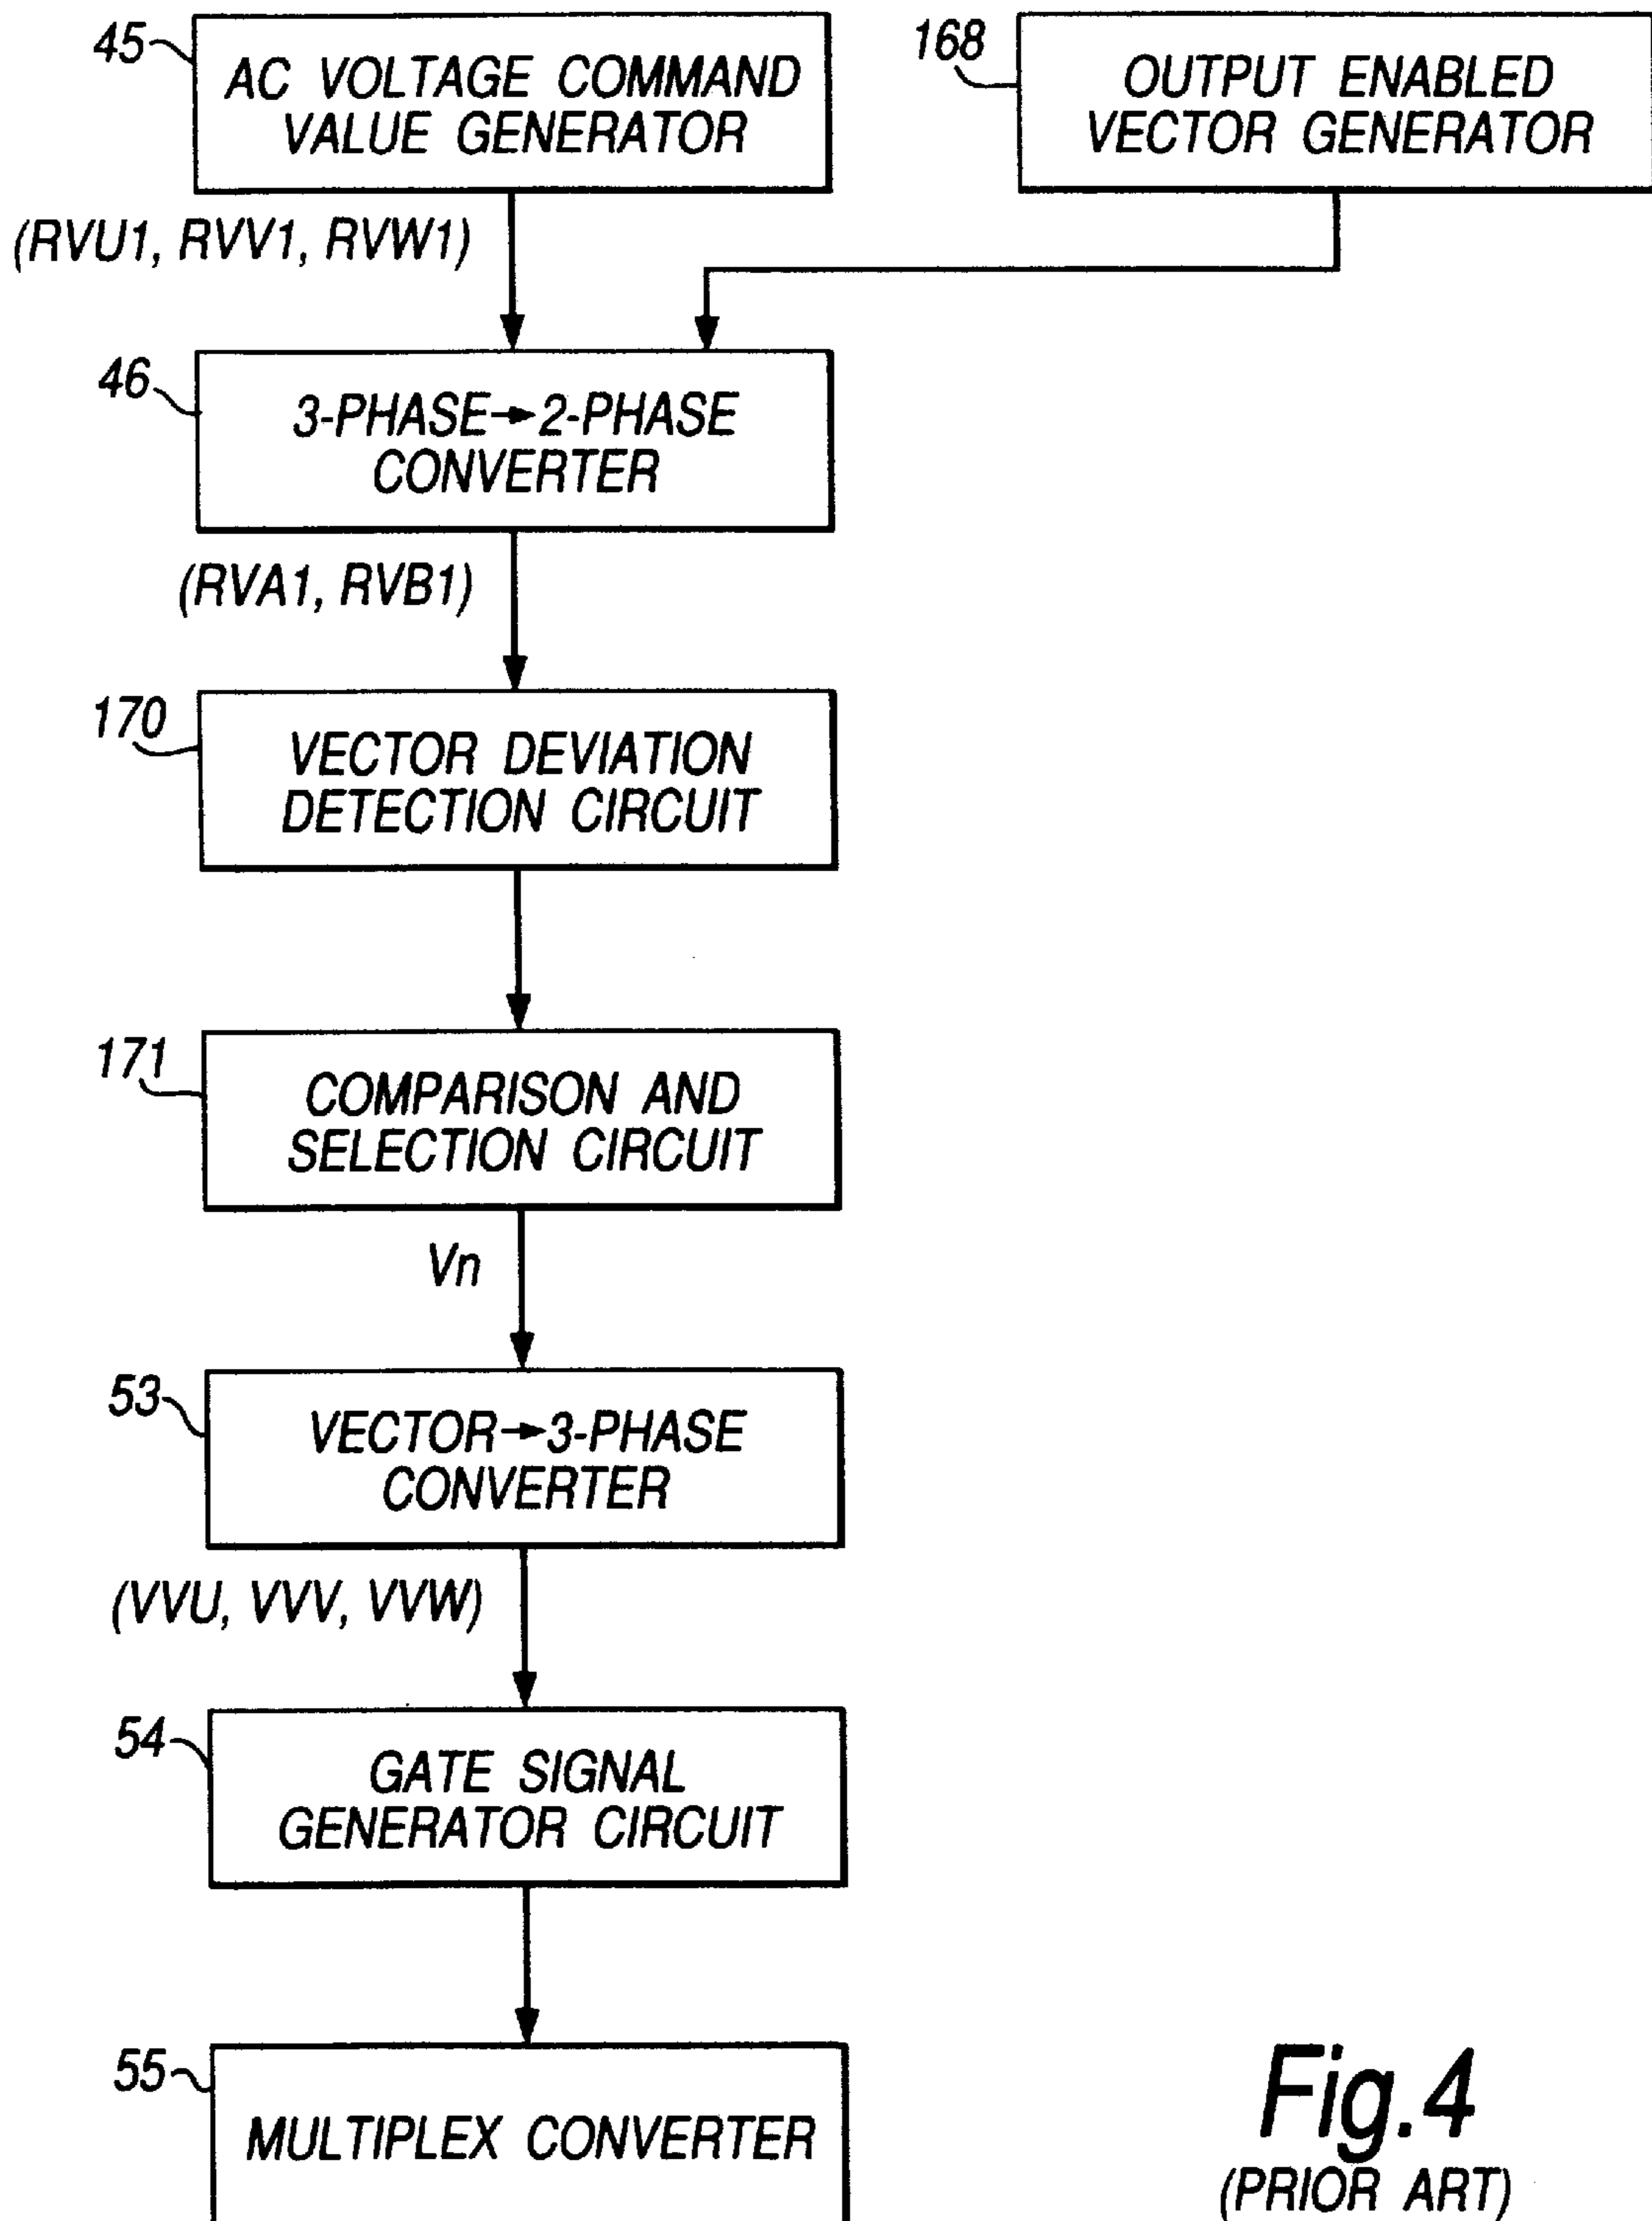 45
AC VOLTAGE COMMAND
VALUE GENERATOR
168
OUTPUT ENABLED
VECTOR GENERATOR
(RVU1, RVV1, RVW1)
46
3-PHASE→2-PHASE
CONVERTER
(RVA1, RVB1)
170
VECTOR DEVIATION
DETECTION CIRCUIT
171
COMPARISON AND
SELECTION CIRCUIT
Vn
53
VECTOR→3-PHASE
CONVERTER
(VVU, VVV, VVW)
54
GATE SIGNAL
GENERATOR CIRCUIT
55
MULTIPLEX CONVERTER
Fig.4
(PRIOR ART)